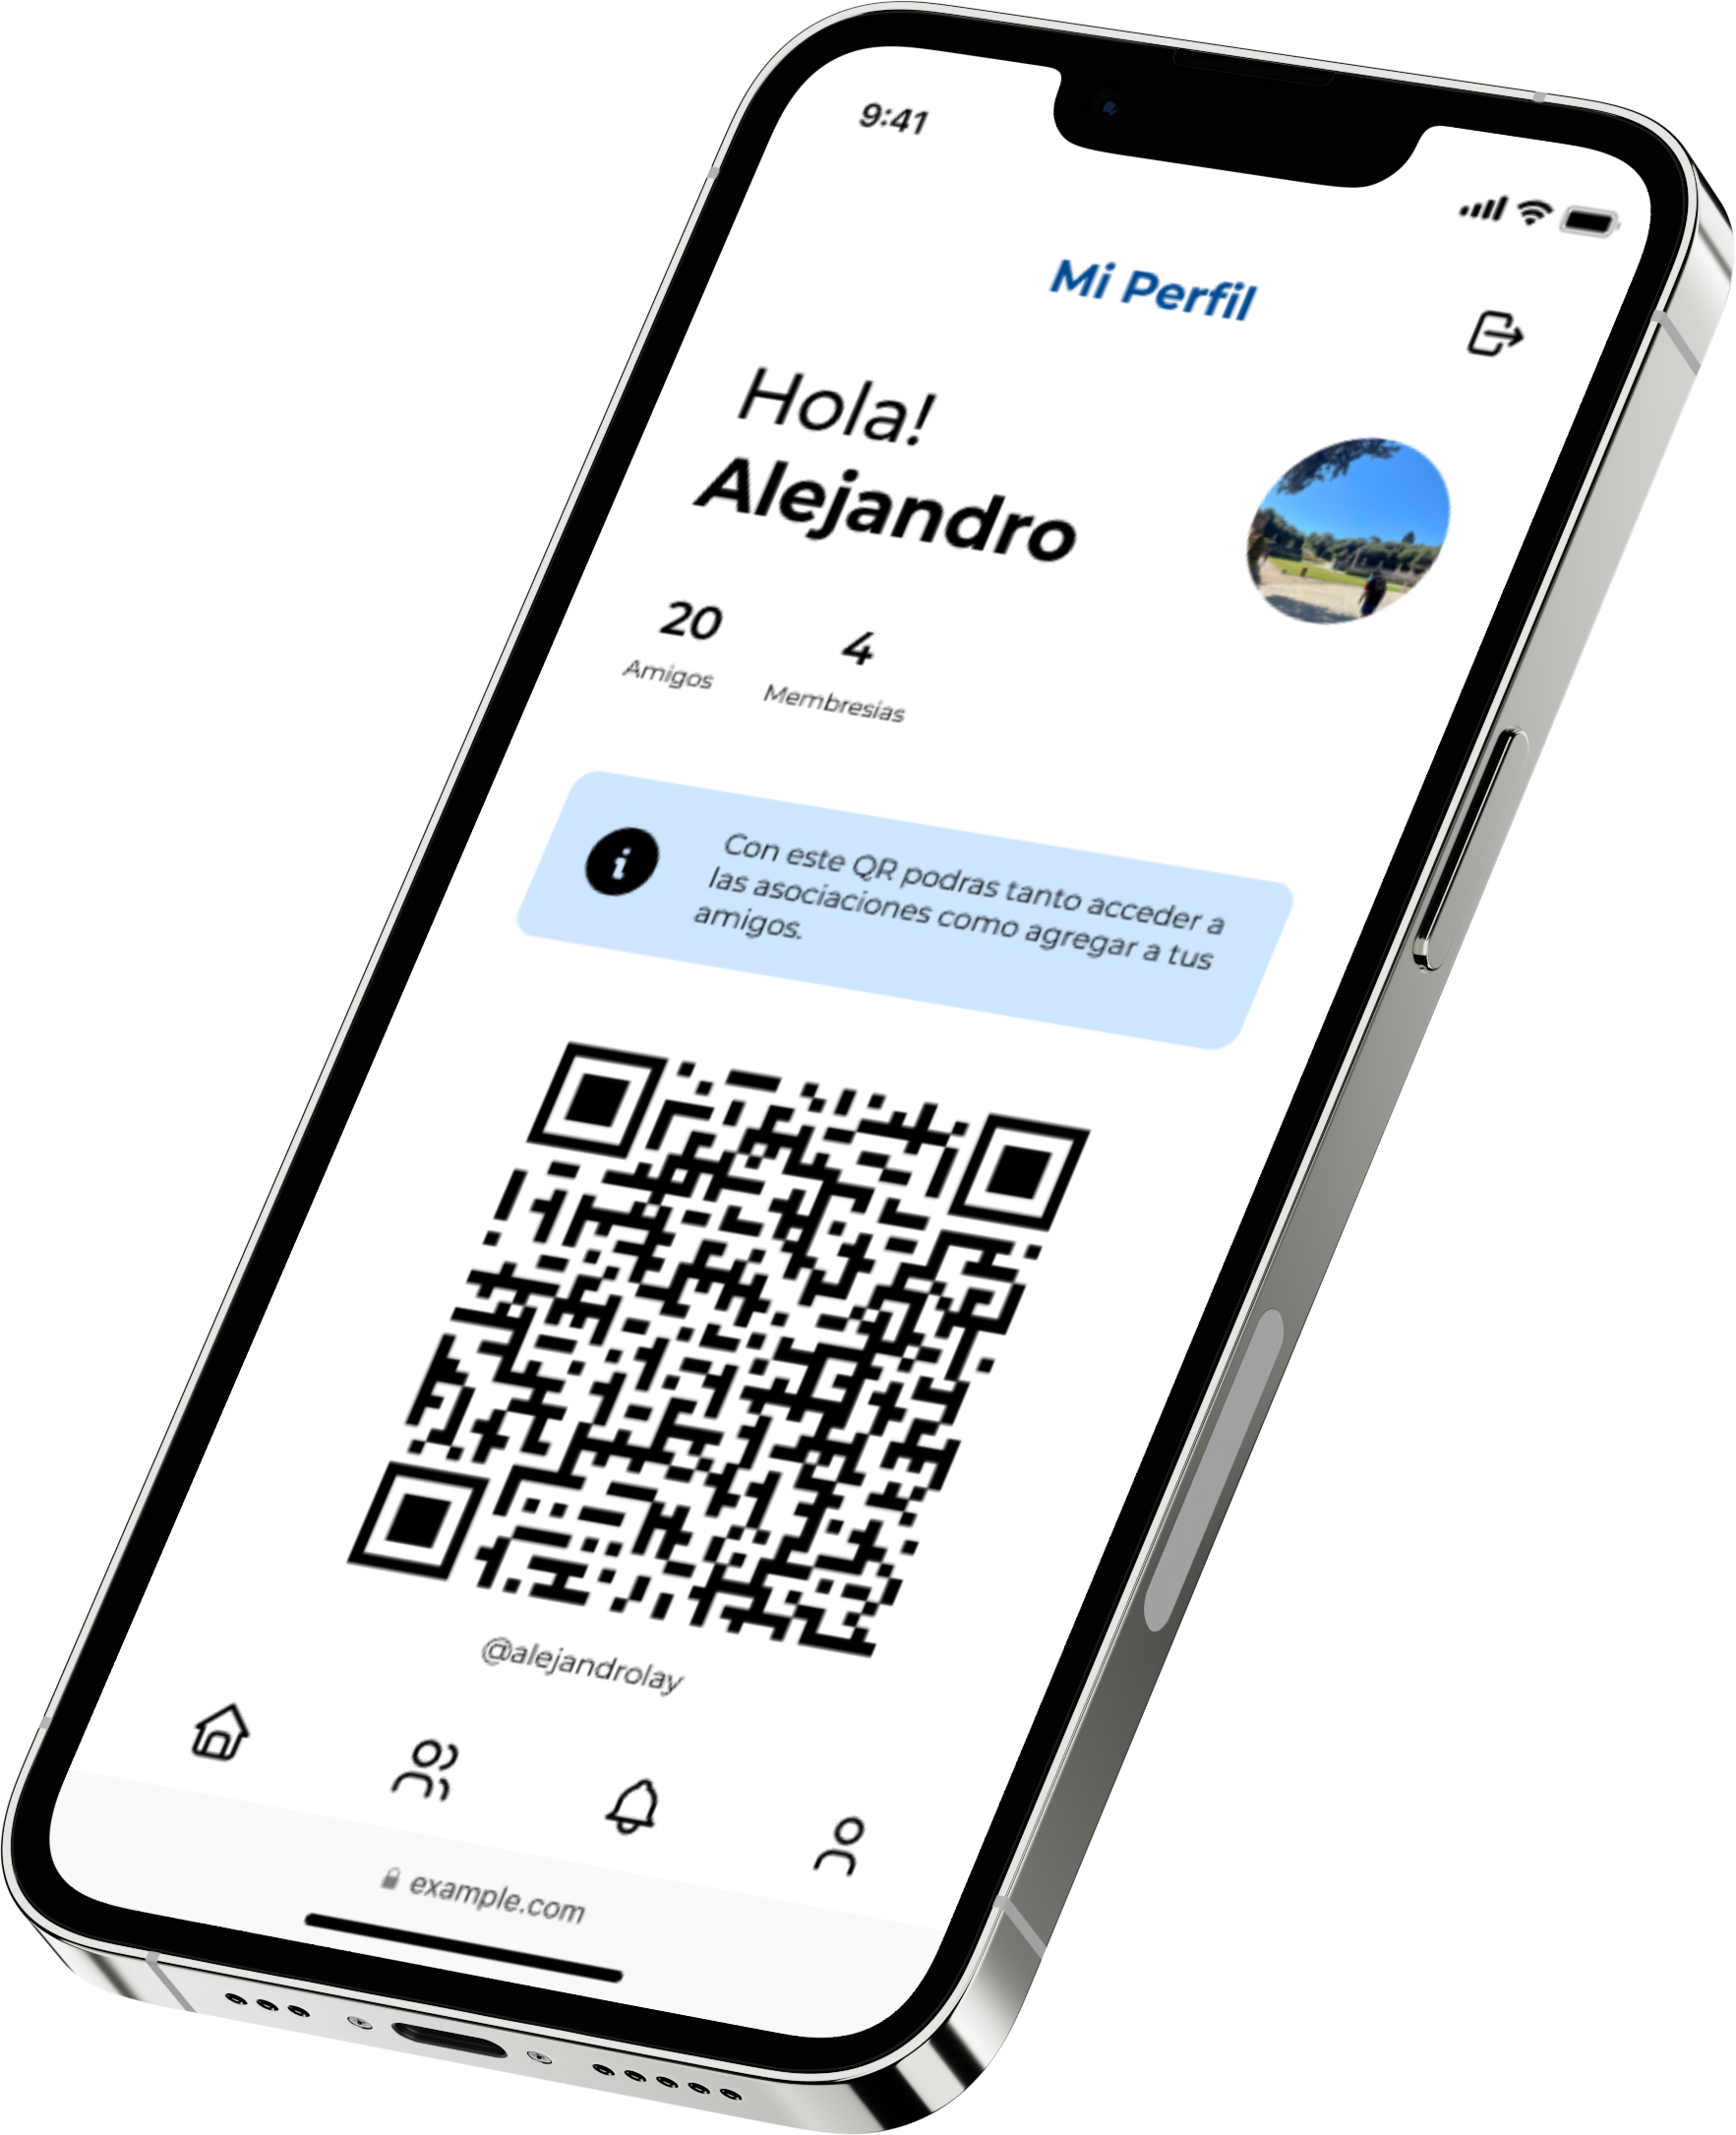 9:41
Mi Perfil
Hola!
Alejandro
20
Amigos
4
Membresias
Con este QR podras tanto acceder a
las asociaciones como agregar a tus
amigos.
@alejandrolay
example.com